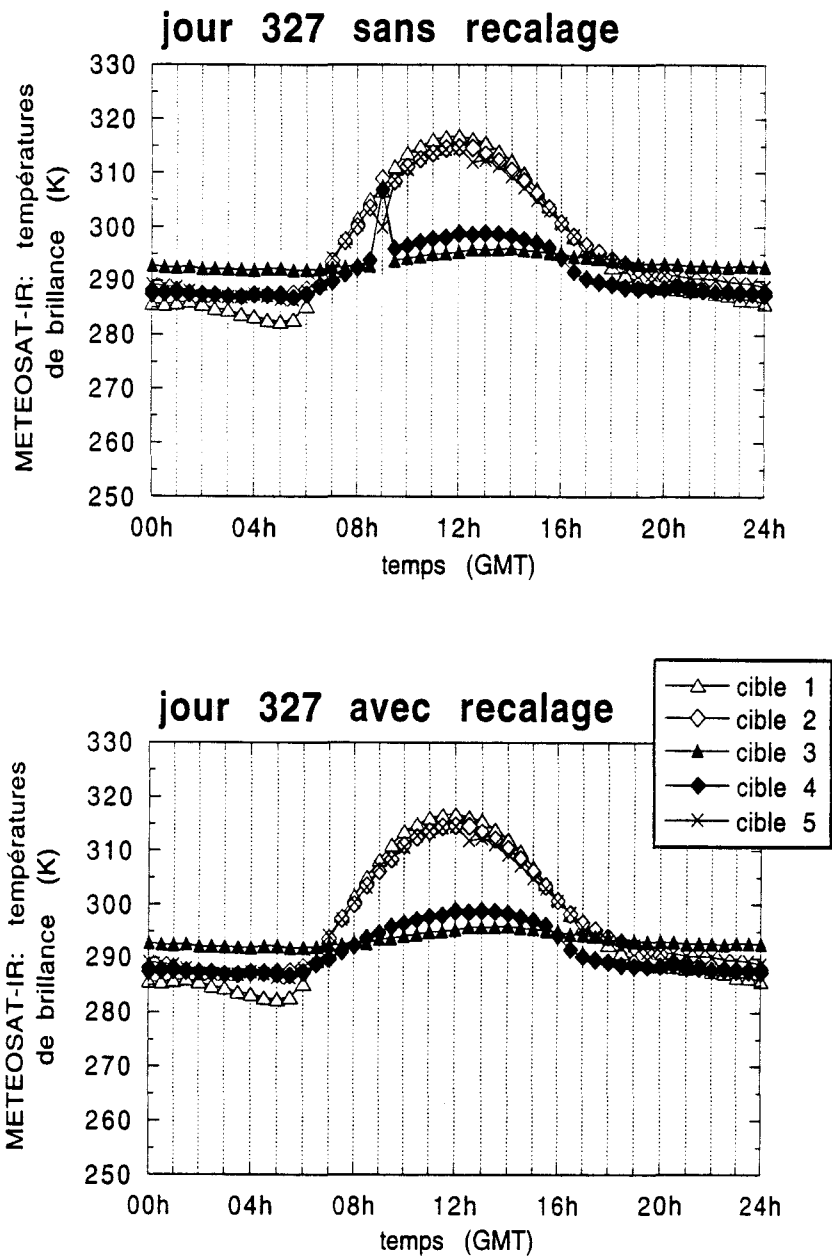 jour 327 sans recalage
METEOSAT-IR: températures
de brillance (K)
330
320
310
300
290
280
270
260
250
00h 04h 08h 12h 16h 20h 24h
temps (GMT)
jour 327 avec recalage
cible 1
cible 2
cible 3
cible 4
cible 5
METEOSAT-IR: températures
de brillance (K)
330
320
310
300
290
280
270
260
250
00h 04h 08h 12h 16h 20h 24h
temps (GMT)